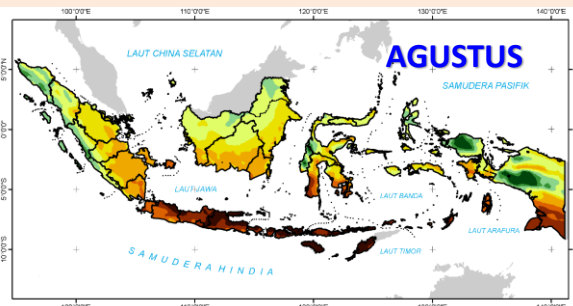 100°0'0"E 110°0'0"E 120°0'0"E 130°0'0"E 140°0'0"E
LAUT CHINA SELATAN
AGUSTUS
SAMUDERA PASIFIK
5°0'0"N
0°0'0"
5°0'0"S
10°0'0"S
LAUT JAWA
LAUT BANDA
LAUT ARAFURA
LAUT TIMOR
SAMUDERA HINDIA